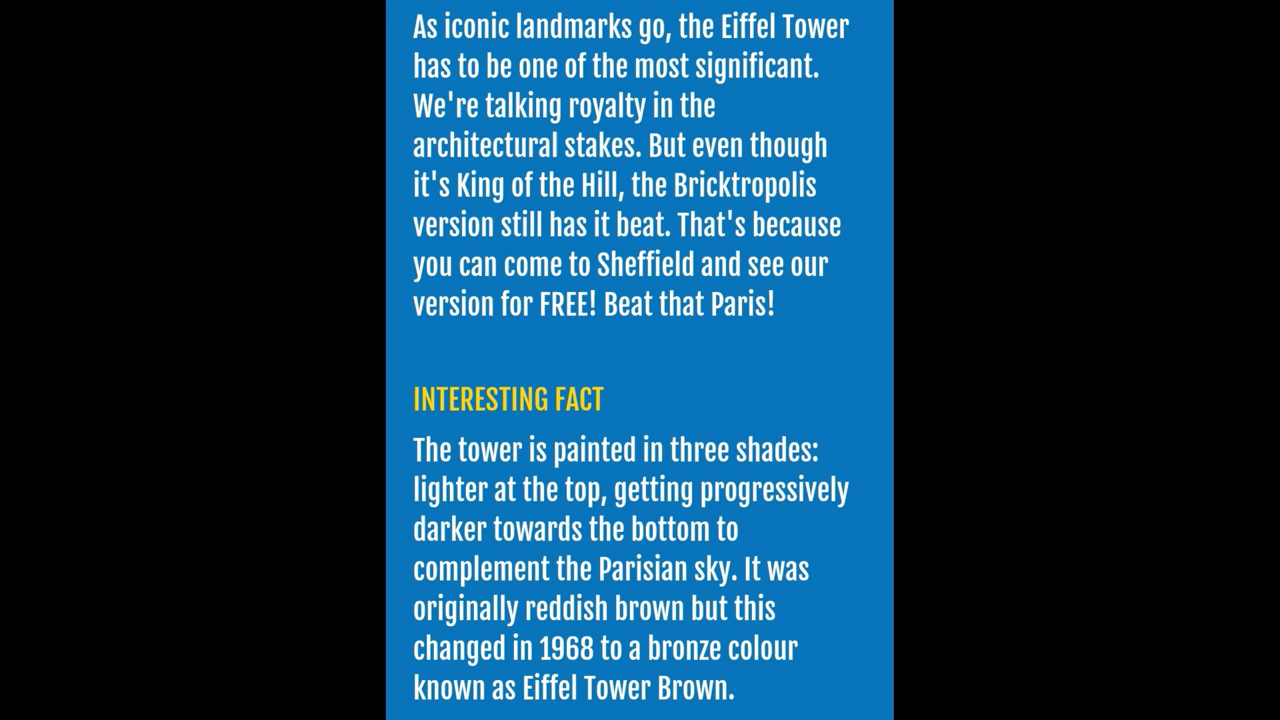 As iconic landmarks go, the Eiffel Tower
has to be one of the most significant.
We're talking royalty in the
architectural stakes. But even though
it's King of the Hill, the Bricktropolis
version still has it beat. That's because
you can come to Sheffield and see our
version for FREE! Beat that Paris!
INTERESTING FACT
The tower is painted in three shades:
lighter at the top, getting progressively
darker towards the bottom to
complement the Parisian sky. It was
originally reddish brown but this
changed in 1968 to a bronze colour
known as Eiffel Tower Brown.